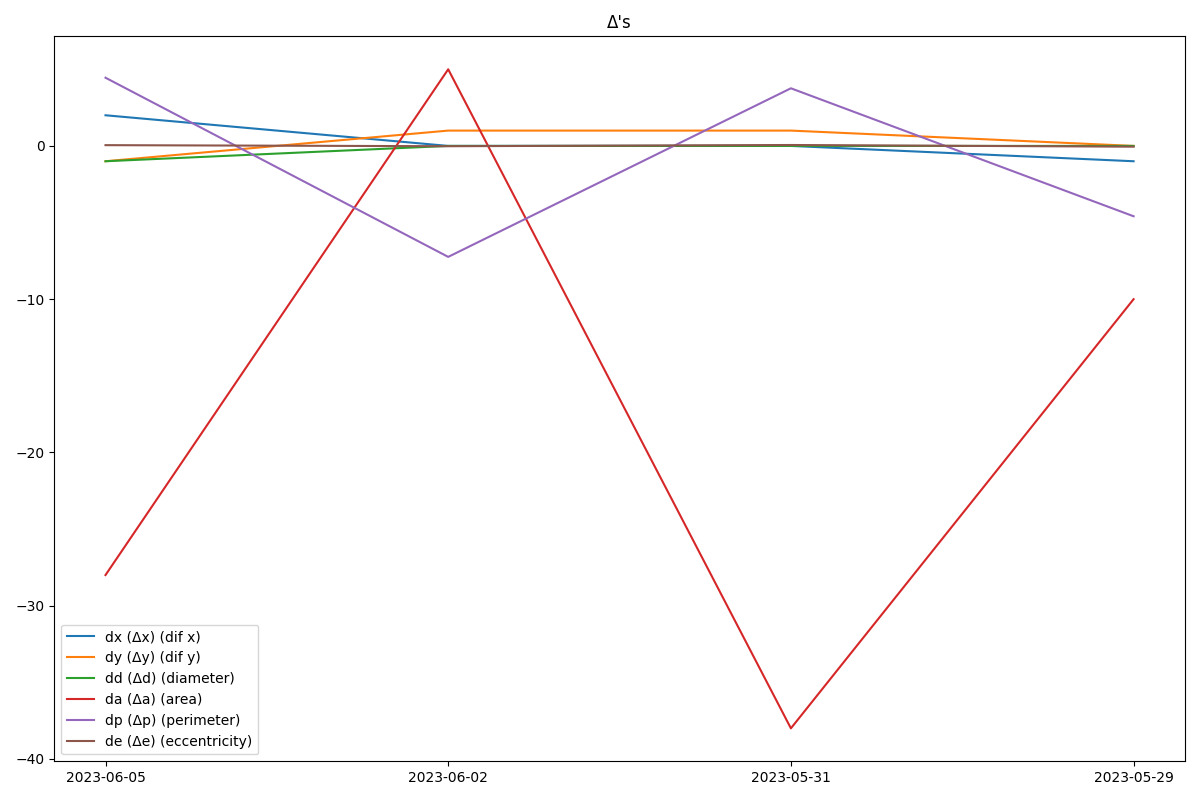 Δ's
0
−10
−20
−30
−40
dx (Δx) (dif x)
dy (Δy) (dif y)
dd (Δd) (diameter)
da (Δa) (area)
dp (Δp) (perimeter)
de (Δe) (eccentricity)
2023-06-05 2023-06-02 2023-05-31 2023-05-29